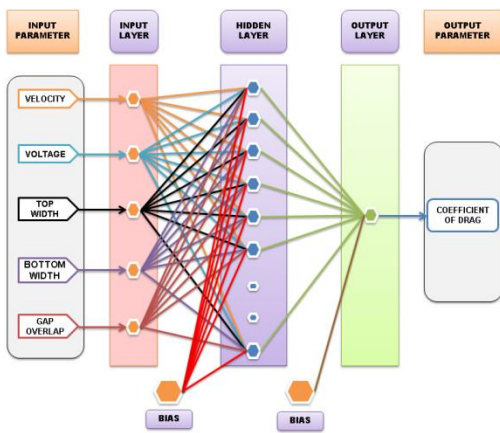 INPUT
PARAMETER
INPUT
LAYER
HIDDEN
LAYER
OUTPUT
LAYER
OUTPUT
PARAMETER
VELOCITY
VOLTAGE
TOP
WIDTH
BOTTOM
WIDTH
GAP
OVERLAP
COEFFICIENT
OF DRAG
BIAS
BIAS